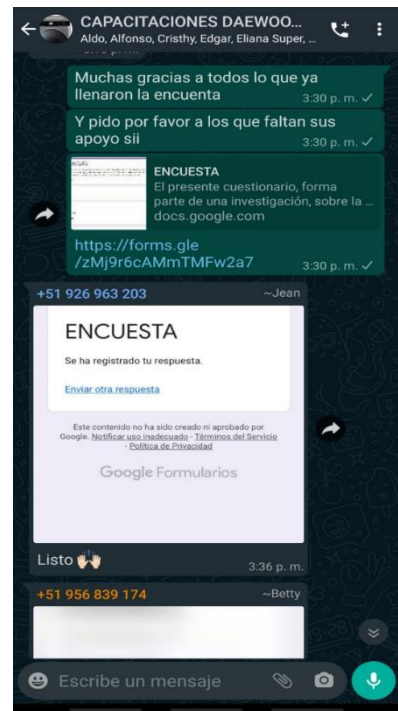 CAPACITACIONES DAEWOO...
Aldo, Alfonso, Cristhy, Edgar, Eliana Super, ...
Muchas gracias a todos lo que ya
llenaron la encuenta
3:30 p. m.
Y pido por favor a los que faltan sus
apoyo sii
3:30 p. m.
ENCUESTA
El presente cuestionario, forma
parte de una investigación, sobre la ...
docs.google.com
https://forms.gle
/zMj9r6cAMmTMFw2a7
3:30 p. m.
+51 926 963 203
~Jean
ENCUESTA
Se ha registrado tu respuesta.
Enviar otra respuesta
Este contenido no ha sido creado ni aprobado por
Google. Notificar uso inadecuado - Términos del Servicio
- Política de Privacidad
Google Formularios
Listo 🙌🏻
3:36 p. m.
+51 956 839 174
~Betty
Escribe un mensaje